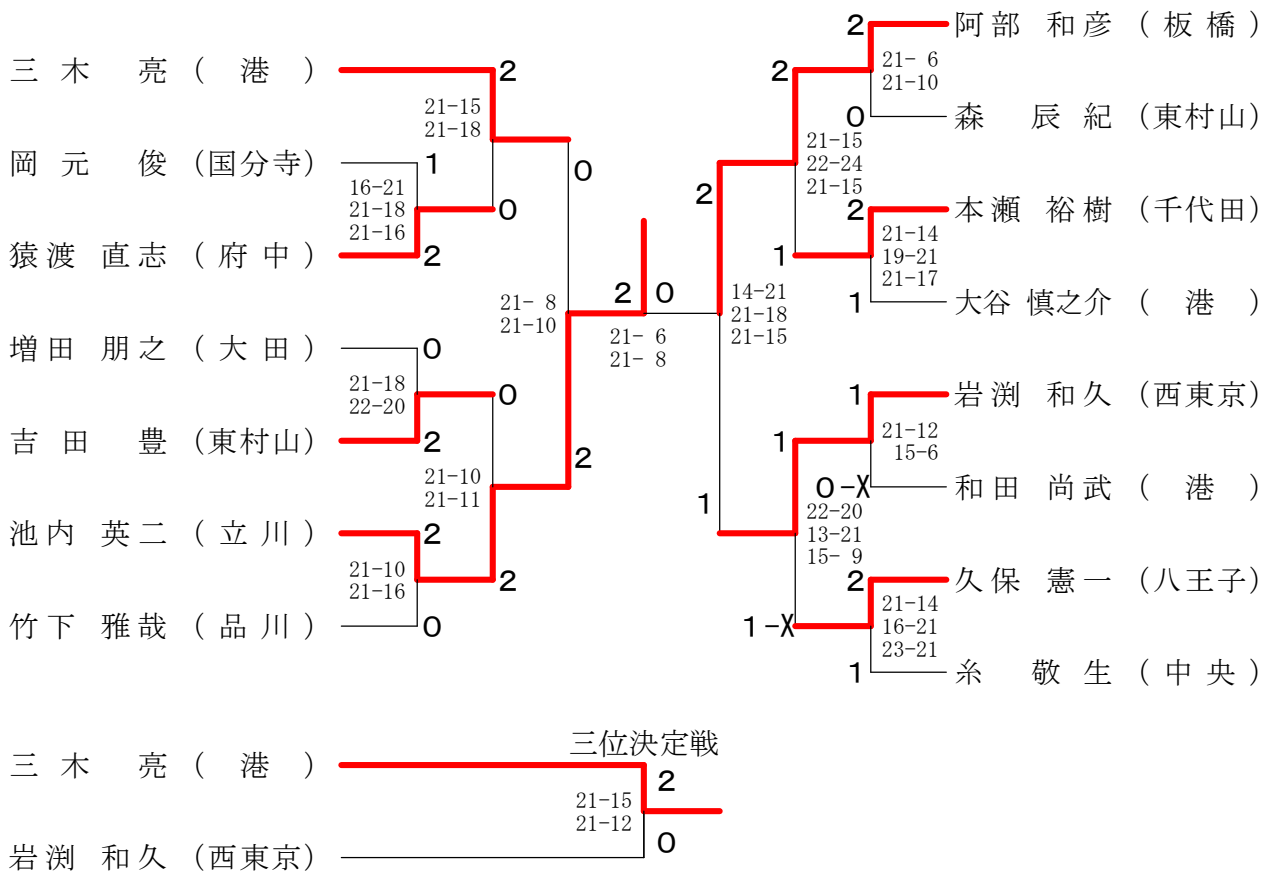 三木 亮 ( 港 )
2
21-15
21-18
岡元 俊 (国分寺)
1
0
16-21
21-18
21-16
0
猿渡 直志 ( 府中 )
2
21- 8
21-10
増田 朋之 ( 大田 )
0
21-18
22-20
0
吉田 豊 (東村山)
2
21-10
21-11
2
池内 英二 ( 立川 )
2
21-10
21-16
2
竹下 雅哉 ( 品川 )
0
2 0
21- 6
21- 8
2 阿部 和彦 ( 板橋 )
21- 6
21-10
2
0 森 辰紀 (東村山)
21-15
22-24
21-15
2
2 本瀬 裕樹 (千代田)
21-14
19-21
21-17
1
1 大谷 慎之介 ( 港 )
14-21
21-18
21-15
1 岩渕 和久 (西東京)
21-12
15-6
1
0-X 和田 尚武 ( 港 )
22-20
13-21
15- 9
1
2 久保 憲一 (八王子)
21-14
16-21
23-21
1-X
1 糸 敬生 ( 中央 )
三位決定戦
三木 亮 ( 港 )
2
21-15
21-12
岩渕 和久 (西東京)
0